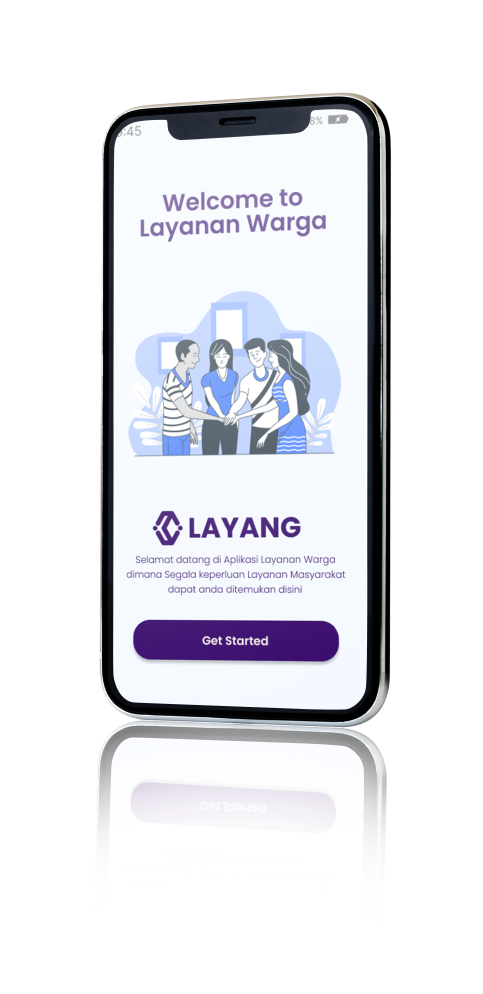 :45
8%
Welcome to
Layanan Warga
LAYANG
Selamat datang di Aplikasi Layanan Warga
dimana Segala keperluan Layanan Masyarakat
dapat anda ditemukan disini
Get Started
Get Started